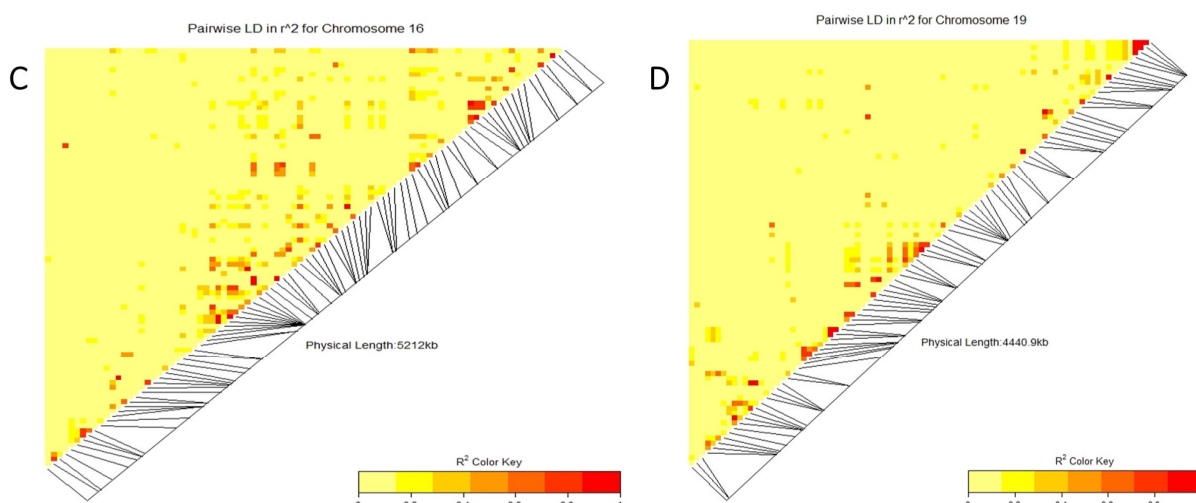 Pairwise LD in r^2 for Chromosome 16
C
Physical Length:5212kb
R² Color Key
Pairwise LD in r^2 for Chromosome 19
D
Physical Length:4440.9kb
R² Color Key